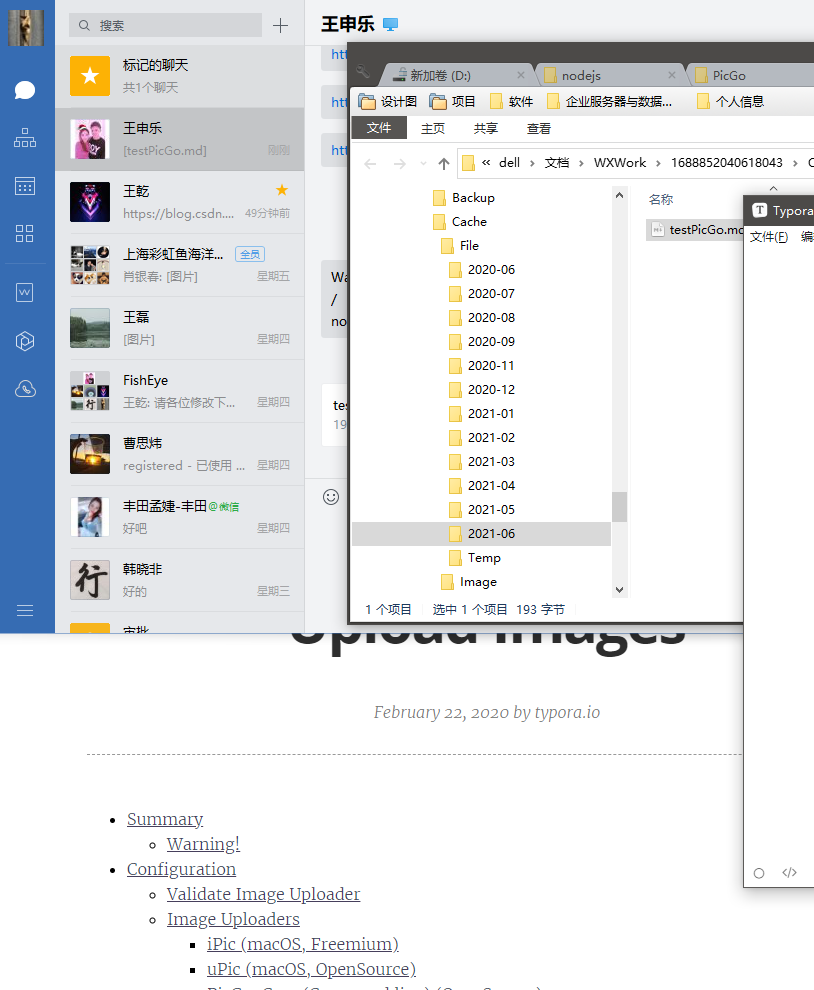 搜索
标记的聊天
共1个聊天
王申乐
[testPicGo.md]
刚刚
王乾
https://blog.csdn....
49分钟前
上海彩虹鱼海洋...
全员
肖银春: [图片]
星期五
王磊
[图片]
星期四
FishEye
王乾: 请各位修改下...
星期四
曹思炜
registered - 已使用 ...
星期四
丰田孟婕-丰田@微信
好吧
星期四
韩晓非
好的
星期三
审批
王申乐
新加卷 (D:)
nodejs
PicGo
设计图
项目
软件
企业服务器与数据...
个人信息
文件
主页
共享
查看
« dell › 文档 › WXWork › 1688852040618043 ›
Backup
Cache
File
2020-06
2020-07
2020-08
2020-09
2020-11
2020-12
2021-01
2021-02
2021-03
2021-04
2021-05
2021-06
Temp
Image
名称
testPicGo.md
1 个项目
选中 1 个项目 193 字节
T Typora
文件(F)
Upload Images
February 22, 2020 by typora.io
Summary
Warning!
Configuration
Validate Image Uploader
Image Uploaders
iPic (macOS, Freemium)
uPic (macOS, OpenSource)